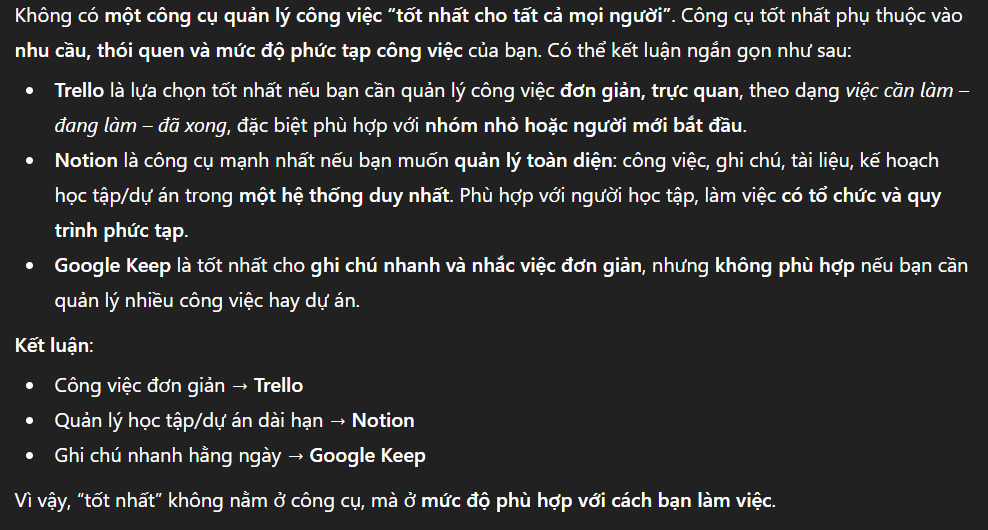 Không có một công cụ quản lý công việc “tốt nhất cho tất cả mọi người”. Công cụ tốt nhất phụ thuộc vào
nhu cầu, thói quen và mức độ phức tạp công việc của bạn. Có thể kết luận ngắn gọn như sau:
• Trello là lựa chọn tốt nhất nếu bạn cần quản lý công việc đơn giản, trực quan, theo dạng việc cần làm –
đang làm – đã xong, đặc biệt phù hợp với nhóm nhỏ hoặc người mới bắt đầu.
• Notion là công cụ mạnh nhất nếu bạn muốn quản lý toàn diện: công việc, ghi chú, tài liệu, kế hoạch
học tập/dự án trong một hệ thống duy nhất. Phù hợp với người học tập, làm việc có tổ chức và quy
trình phức tạp.
• Google Keep là tốt nhất cho ghi chú nhanh và nhắc việc đơn giản, nhưng không phù hợp nếu bạn cần
quản lý nhiều công việc hay dự án.
Kết luận:
• Công việc đơn giản → Trello
• Quản lý học tập/dự án dài hạn → Notion
• Ghi chú nhanh hằng ngày → Google Keep
Vì vậy, “tốt nhất” không nằm ở công cụ, mà ở mức độ phù hợp với cách bạn làm việc.